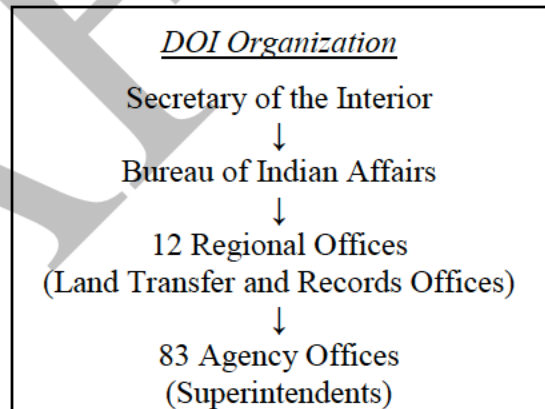 DOI Organization
Secretary of the Interior
↓
Bureau of Indian Affairs
↓
12 Regional Offices
(Land Transfer and Records Offices)
↓
83 Agency Offices
(Superintendents)